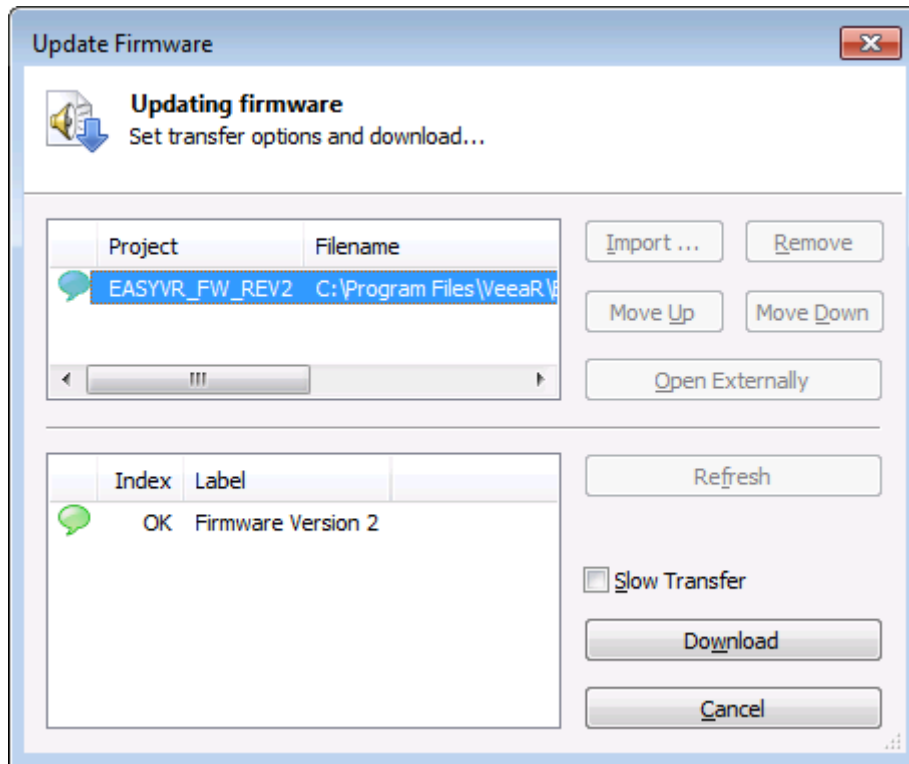 Update Firmware
Updating firmware
Set transfer options and download...
Project Filename
EASYVR_FW_REV2 C:\Program Files\VeeaR\
Import ... Remove
Move Up Move Down
Open Externally
Index Label
OK Firmware Version 2
Refresh
Slow Transfer
Download
Cancel